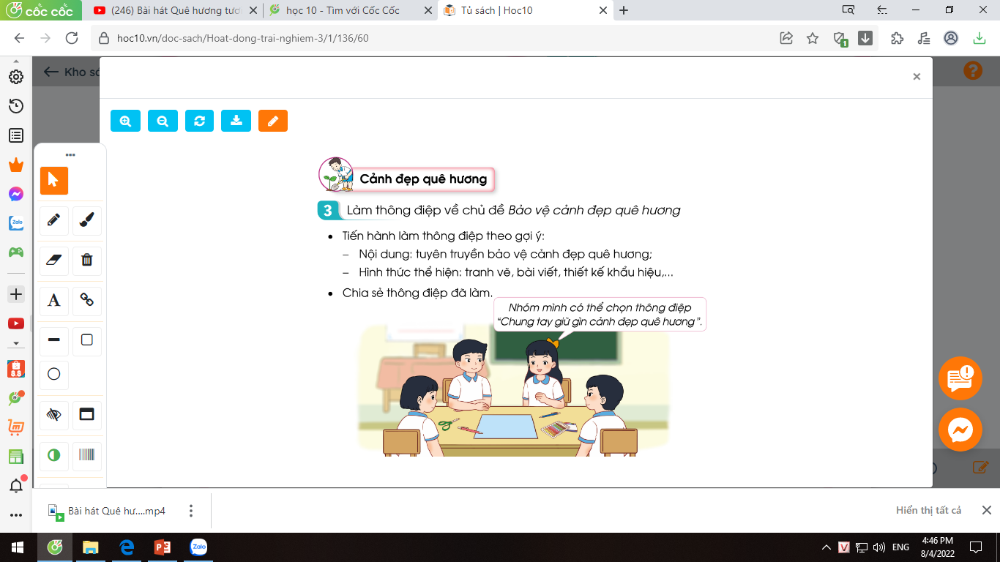 cốc cốc
(246) Bài hát Quê hương tươ
học 10 - Tìm với Cốc Cốc
Tủ sách | Hoc10
hoc10.vn/doc-sach/Hoat-dong-trai-nghiem-3/1/136/60
1
Kho sá
Cảnh đẹp quê hương
3 Làm thông điệp về chủ đề Bảo vệ cảnh đẹp quê hương
• Tiến hành làm thông điệp theo gợi ý:
– Nội dung: tuyên truyền bảo vệ cảnh đẹp quê hương;
– Hình thức thể hiện: tranh vẽ, bài viết, thiết kế khẩu hiệu,...
• Chia sẻ thông điệp đã làm.
Nhóm mình có thể chọn thông điệp
“Chung tay giữ gìn cảnh đẹp quê hương”.
A
Zalo
8.8
Bài hát Quê hư....mp4
Hiển thị tất cả
Zalo
V
ENG
4:46 PM
8/4/2022